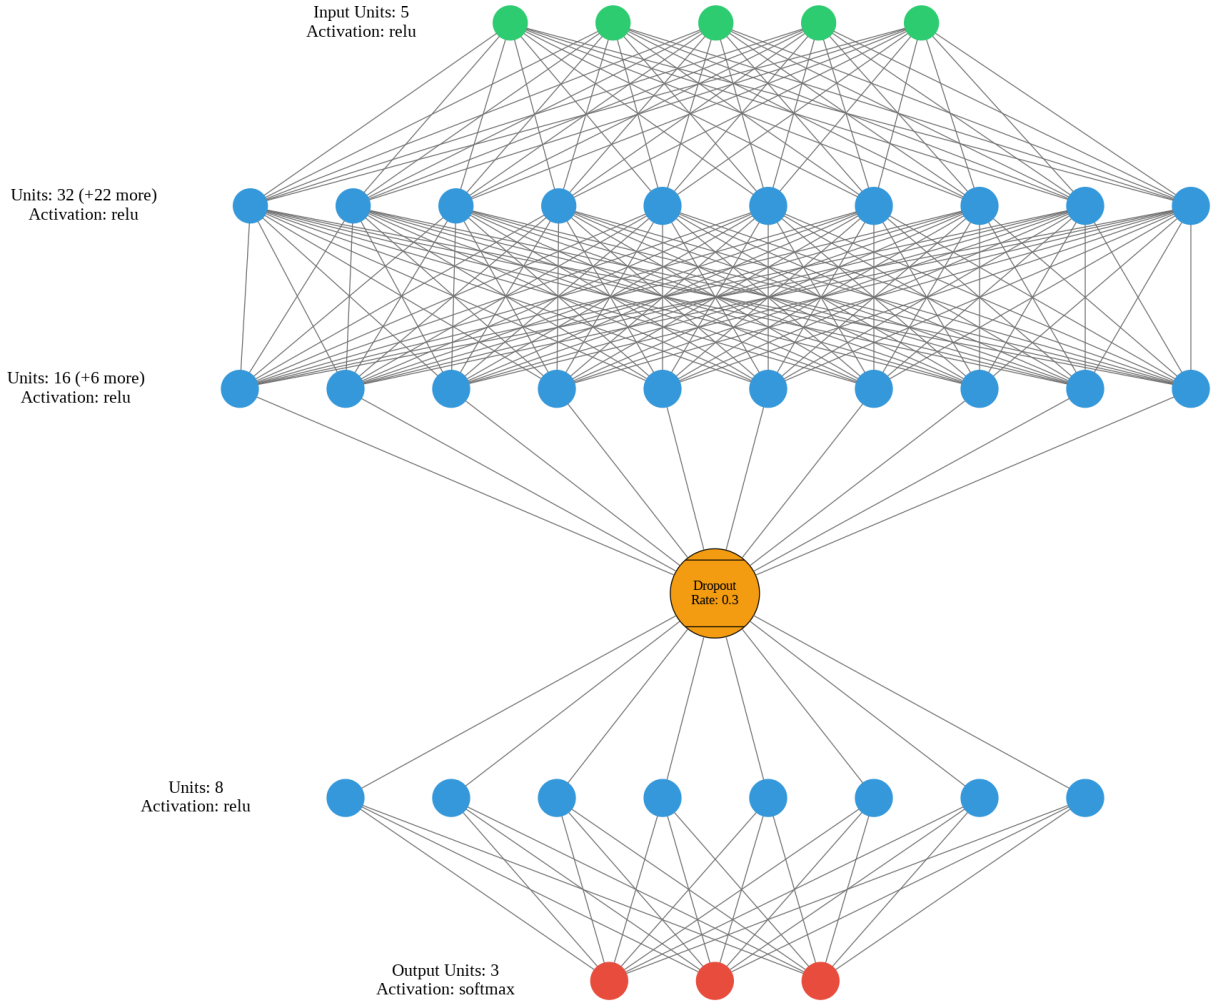 Input Units: 5
Activation: relu
Units: 32 (+22 more)
Activation: relu
Units: 16 (+6 more)
Activation: relu
Dropout
Rate: 0.3
Units: 8
Activation: relu
Output Units: 3
Activation: softmax